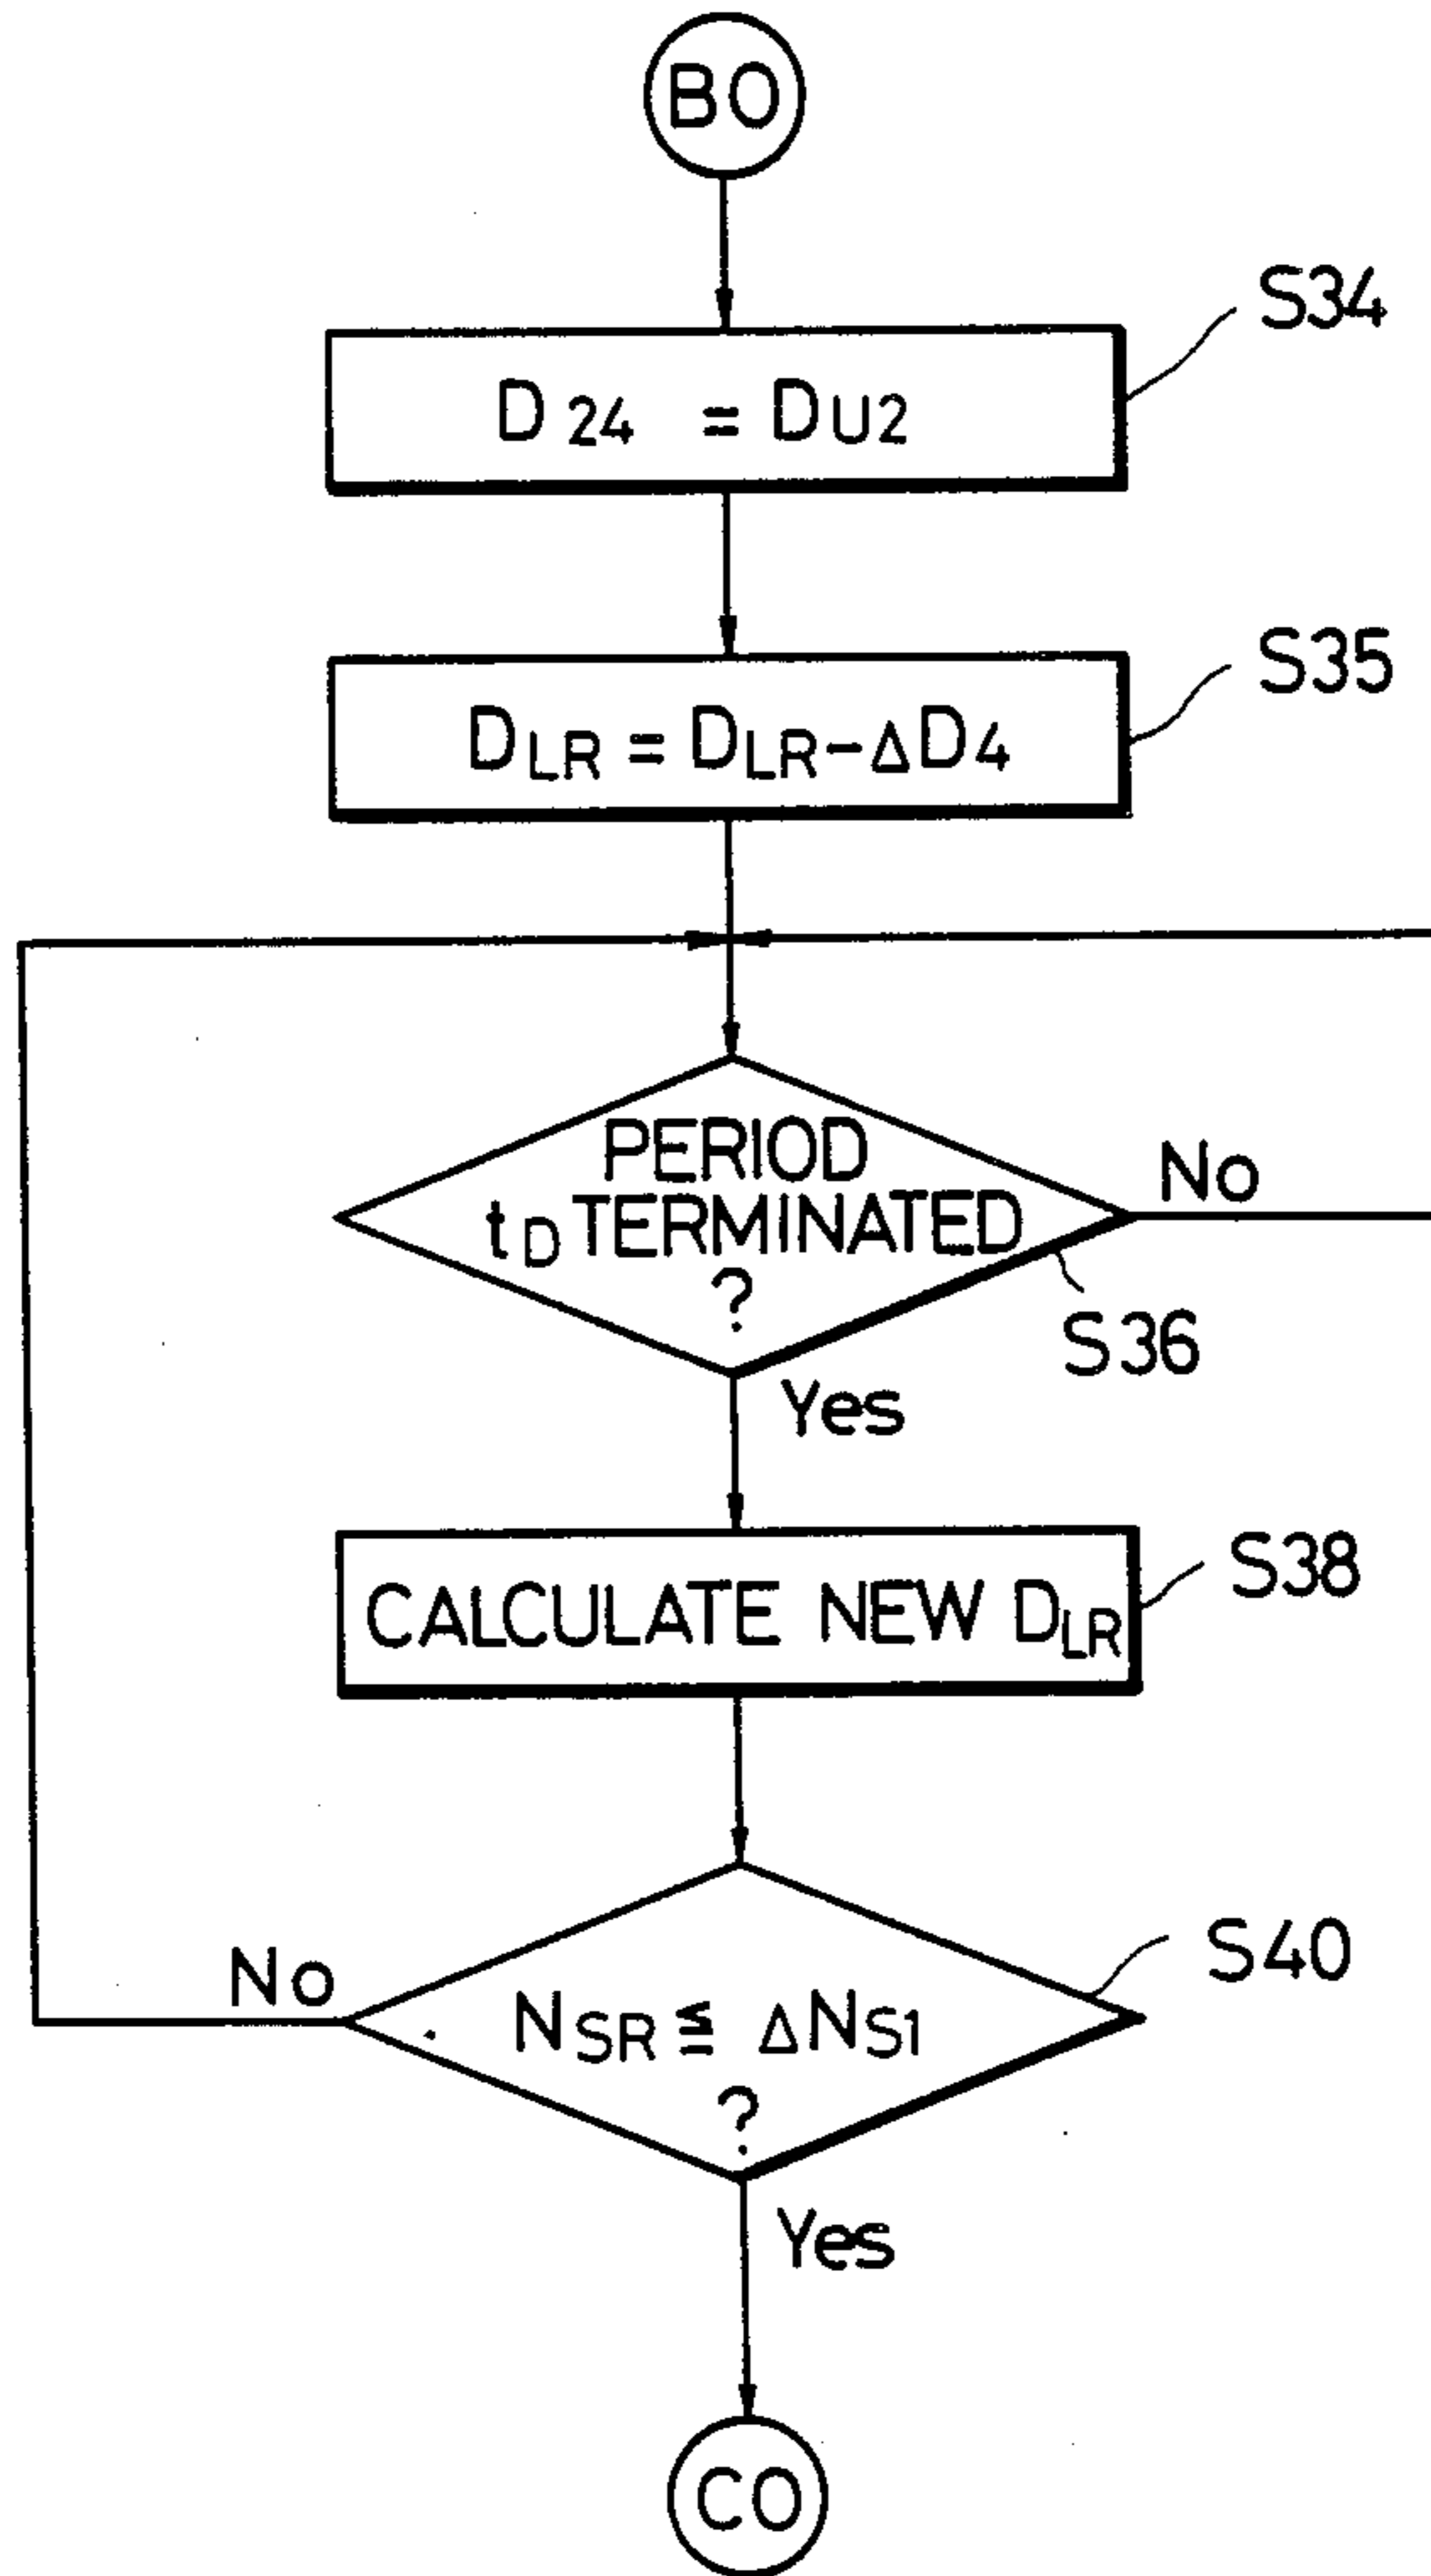 BO
S34
D24 = DU2
S35
DLR = DLR - ΔD4
PERIOD
tD TERMINATED
?
No
S36
Yes
S38
CALCULATE NEW DLR
S40
No
NSR ≦ ΔNS1
?
Yes
CO